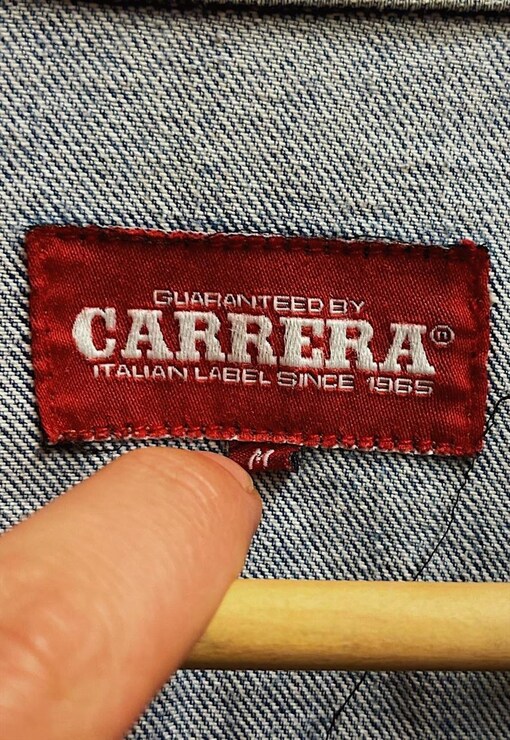 GUARANTEED BY
CARRERA®
ITALIAN LABEL SINCE 1965
M